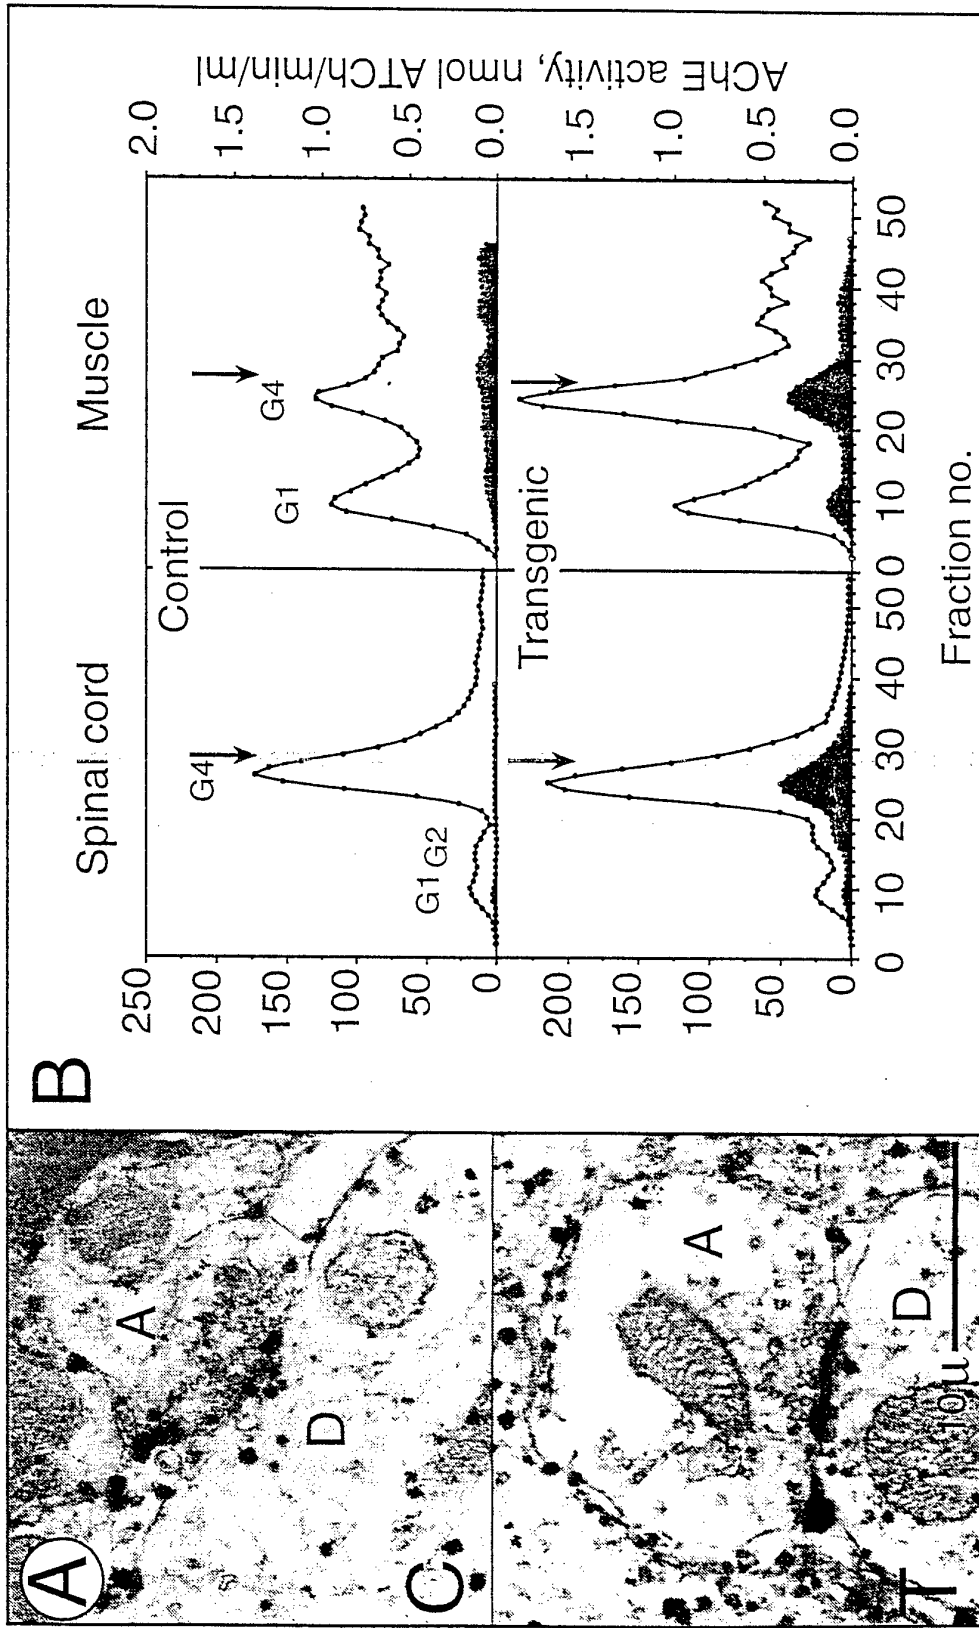 A
A
D
C
A
D
T
10μ
B
Spinal cord
Muscle
Control
250
200
150
100
50
0
G1 G2
G4
G1
G4
2.0
1.5
1.0
0.5
0.0
AChE activity, nmol ATCh/min/ml
Transgenic
200
150
100
50
0
1.5
1.0
0.5
0.0
0 10 20 30 40 50 0 10 20 30 40 50
Fraction no.